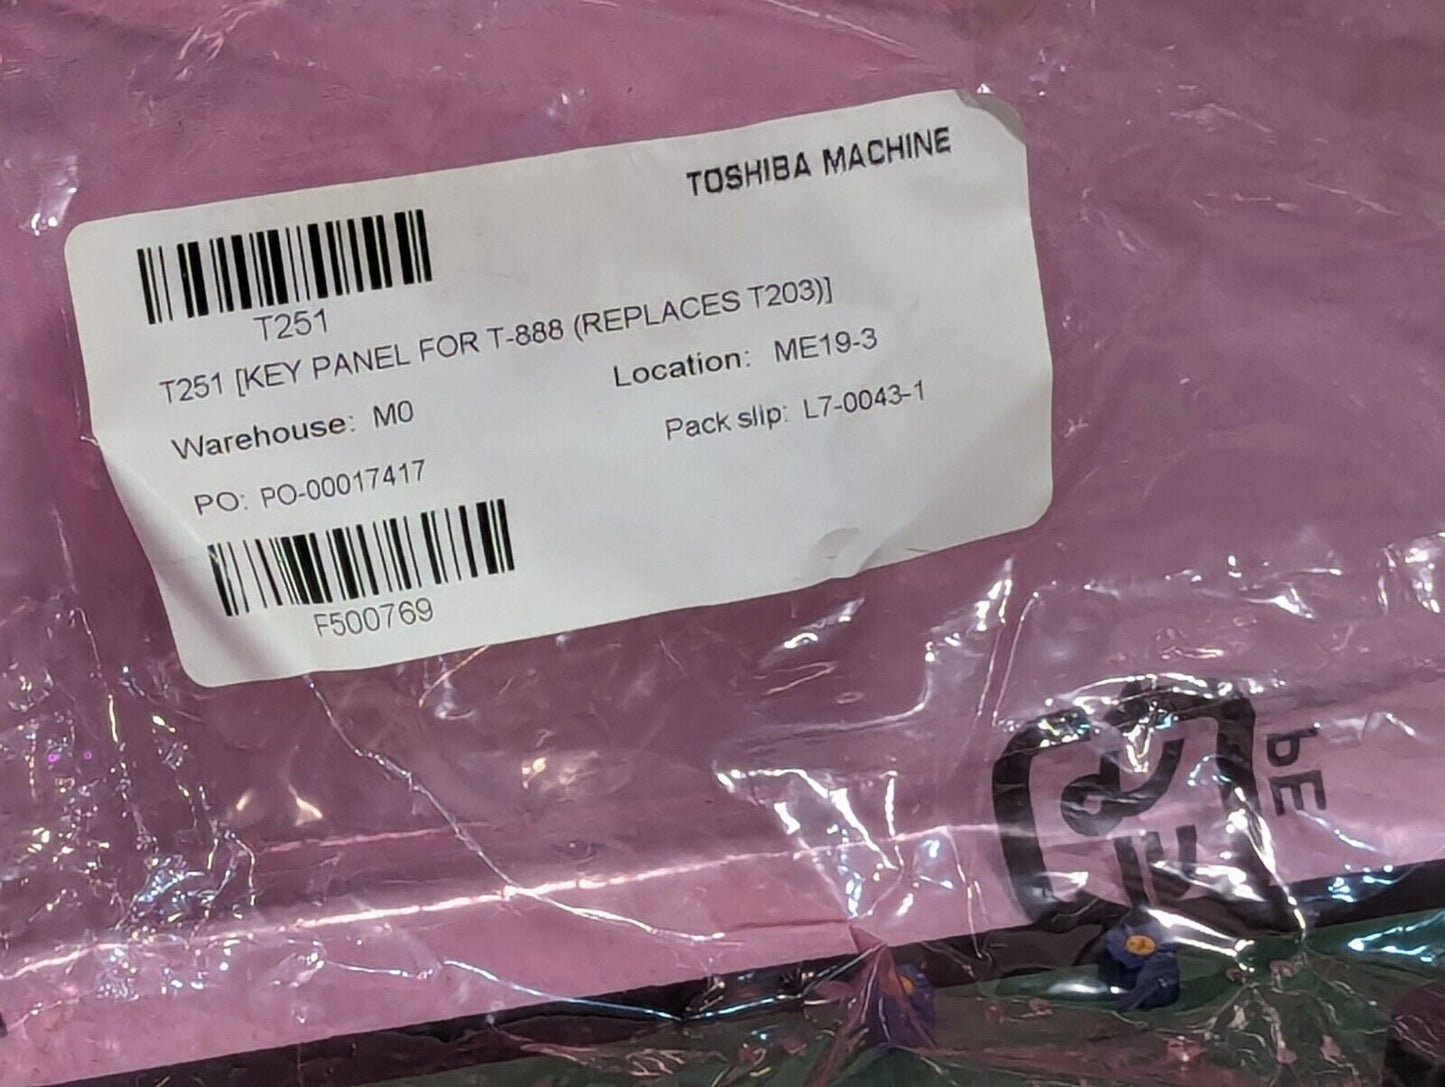 TOSHIBA MACHINE
T251
T251 [KEY PANEL FOR T-888 (REPLACES T203)]
Warehouse: M0
Location: ME19-3
PO: PO-00017417
Pack slip: L7-0043-1
F500769